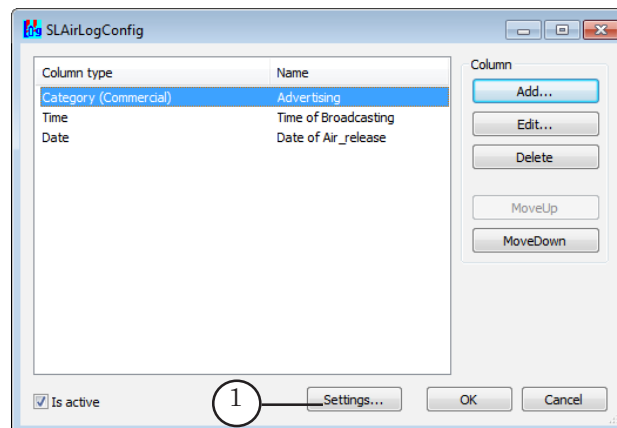 Log SLAirLogConfig
Column type Name
Category (Commercial) Advertising
Time Time of Broadcasting
Date Date of Air_release
Column
Add...
Edit...
Delete
MoveUp
MoveDown
Is active
1
Settings...
OK
Cancel